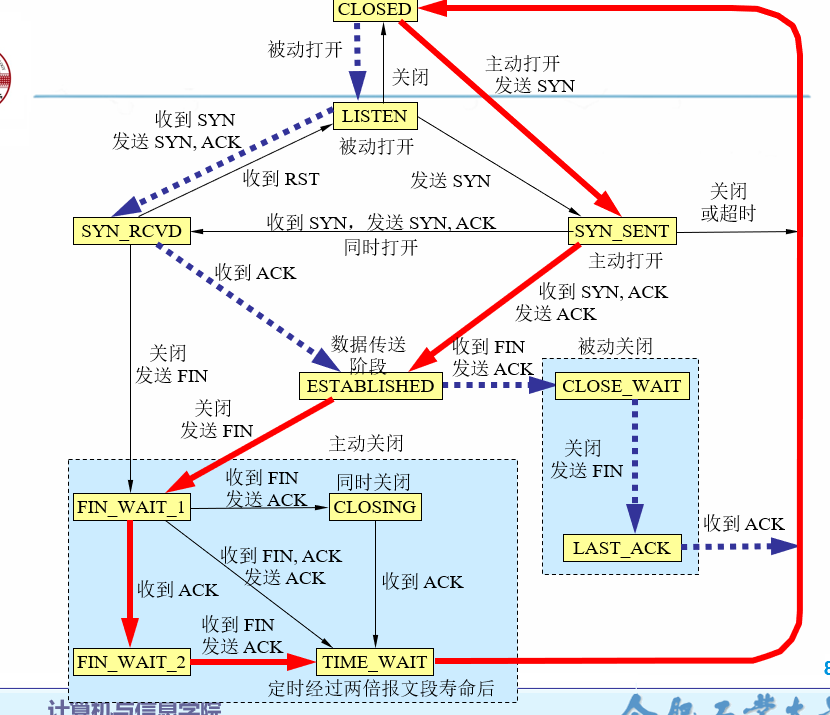 CLOSED
被动打开
关闭
主动打开
发送 SYN
LISTEN
被动打开
收到 SYN
发送 SYN, ACK
收到 RST
发送 SYN
关闭
或超时
SYN_RCVD
收到 SYN，发送 SYN, ACK
同时打开
SYN_SENT
主动打开
收到 ACK
收到 SYN, ACK
发送 ACK
数据传送
阶段
ESTABLISHED
收到 FIN
发送 ACK
被动关闭
CLOSE_WAIT
关闭
发送 FIN
关闭
发送 FIN
关闭
发送 FIN
LAST_ACK
收到 ACK
主动关闭
FIN_WAIT_1
收到 FIN
发送 ACK
同时关闭
CLOSING
收到 FIN, ACK
发送 ACK
收到 ACK
收到 ACK
FIN_WAIT_2
收到 FIN
发送 ACK
TIME_WAIT
定时经过两倍报文段寿命后
8
计算机与信息学院